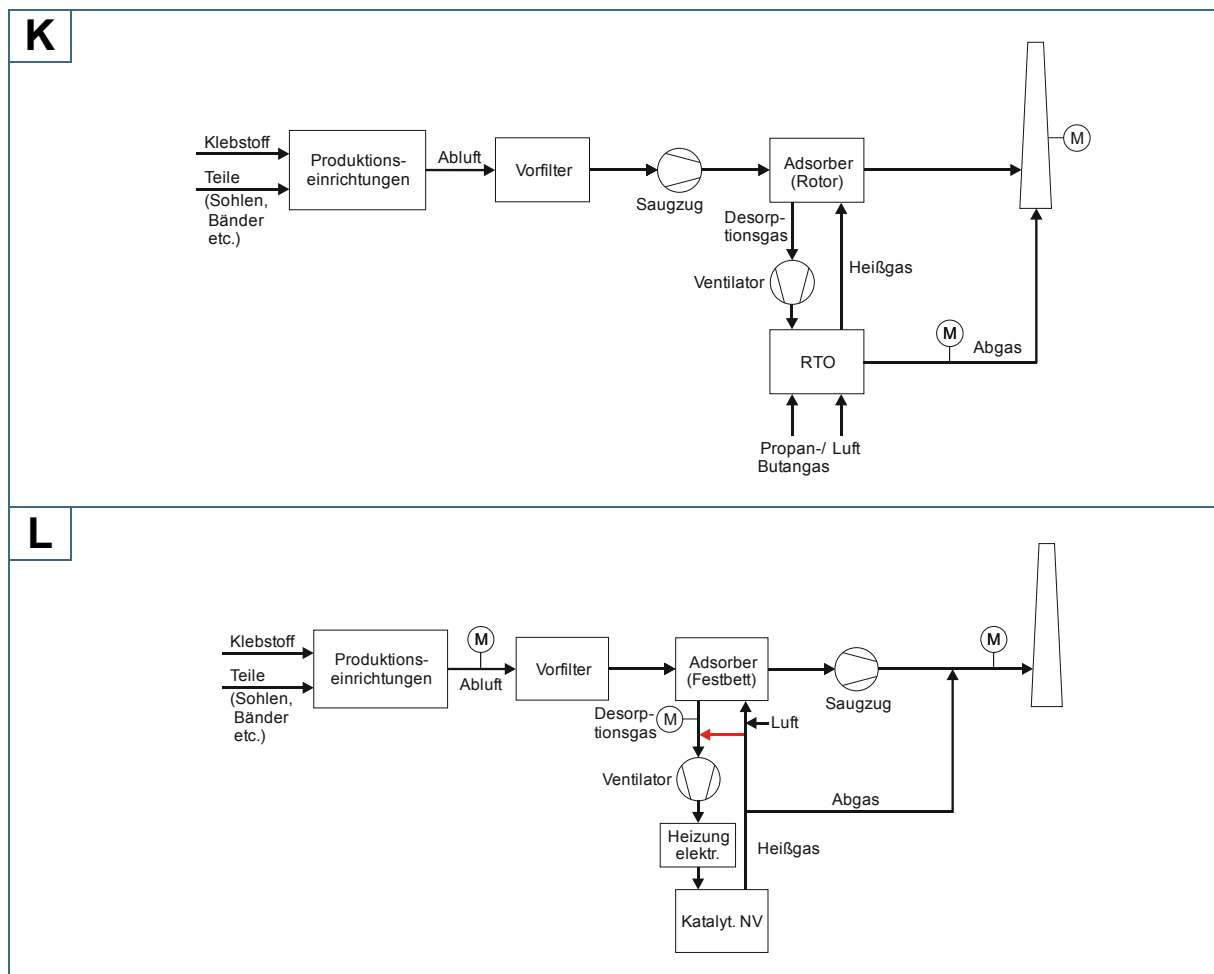 K
Klebstoff
Teile
(Sohlen,
Bänder
etc.)
Produktions-
einrichtungen
Abluft
Vorfilter
Saugzug
Adsorber
(Rotor)
M
Desorp-
tionsgas
Ventilator
Heißgas
M
Abgas
RTO
Propan-/ Luft
Butangas
L
Klebstoff
Teile
(Sohlen,
Bänder
etc.)
Produktions-
einrichtungen
M
Abluft
Vorfilter
Adsorber
(Festbett)
Saugzug
M
Desorp-
tionsgas
M
Luft
Ventilator
Abgas
Heizung
elektr.
Heißgas
Katalyt. NV